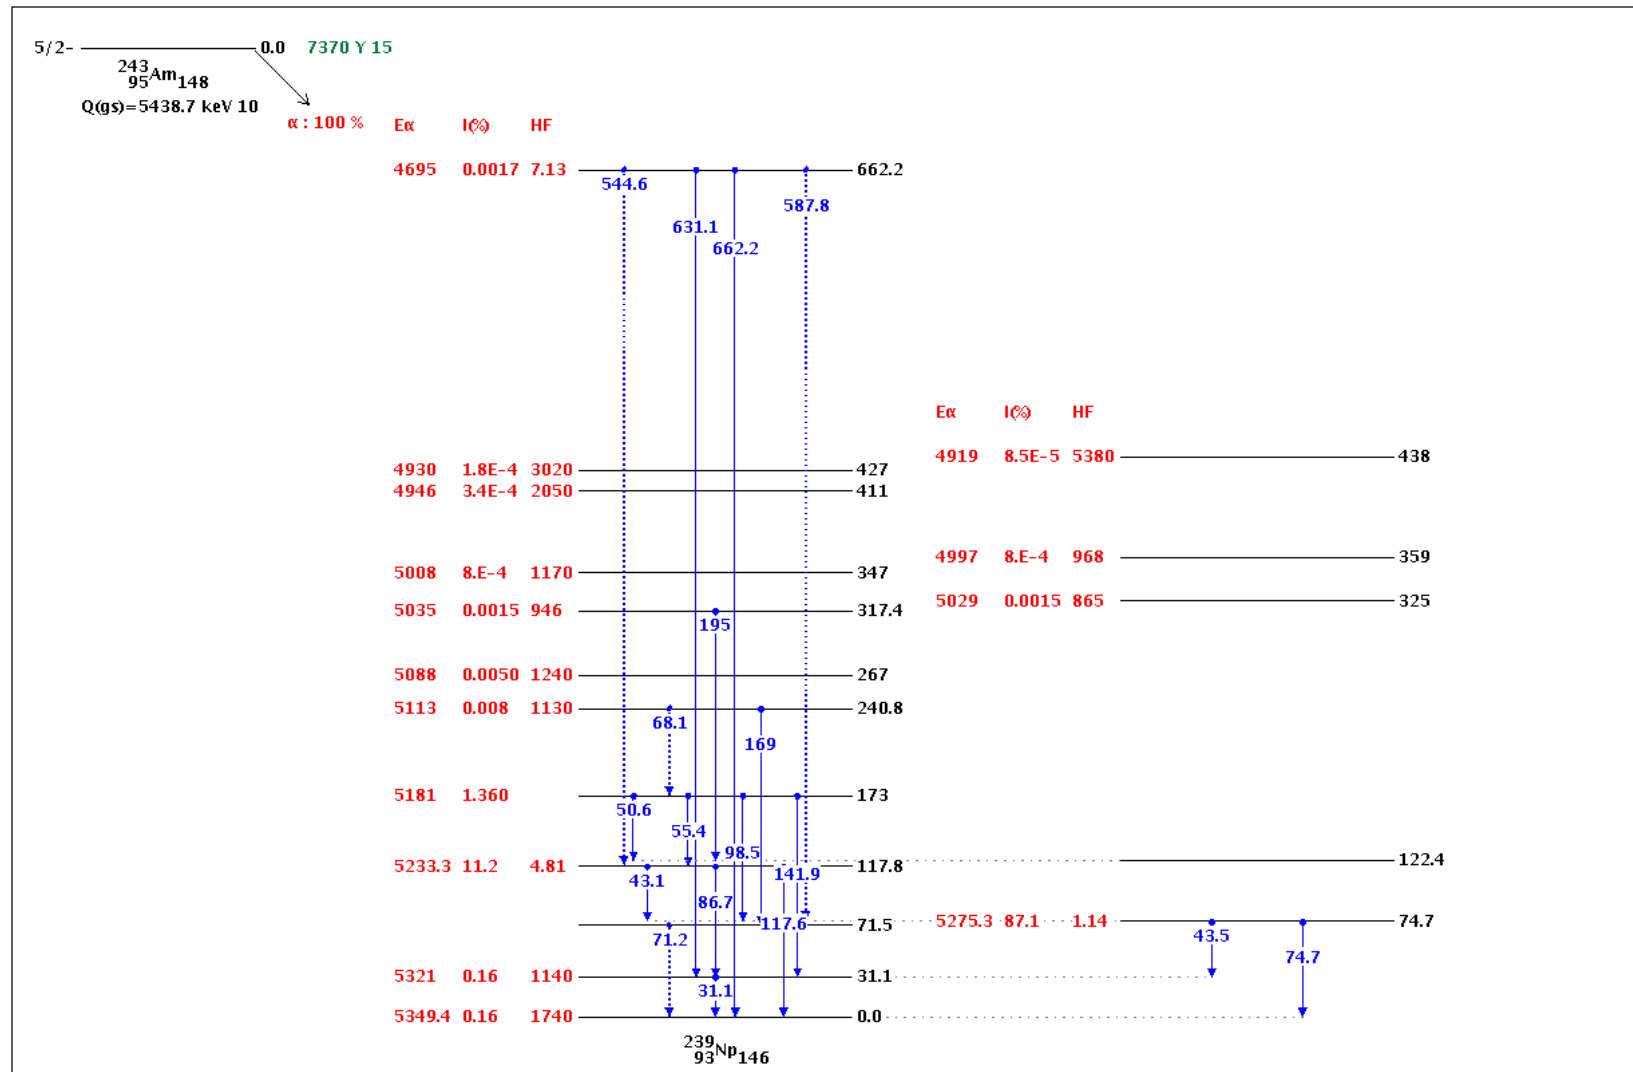 5/2- 0.0 7370 Y 15
243
95Am148
Q(gs)=5438.7 keV 10
α : 100 % Eα I(%) HF
4695 0.0017 7.13 662.2
544.6
587.8
631.1
662.2
Eα I(%) HF
4919 8.5E-5 5380 438
4930 1.8E-4 3020 427
4946 3.4E-4 2050 411
4997 8.E-4 968 359
5008 8.E-4 1170 347
5029 0.0015 865 325
5035 0.0015 946 317.4
195
5088 0.0050 1240 267
5113 0.008 1130 240.8
68.1
169
5181 1.360 173
50.6
55.4
98.5
122.4
5233.3 11.2 4.81 117.8
141.9
43.1
86.7
5275.3 87.1 1.14 74.7
117.6 71.5
43.5
71.2
74.7
5321 0.16 1140 31.1
31.1
5349.4 0.16 1740 0.0
239
93Np146